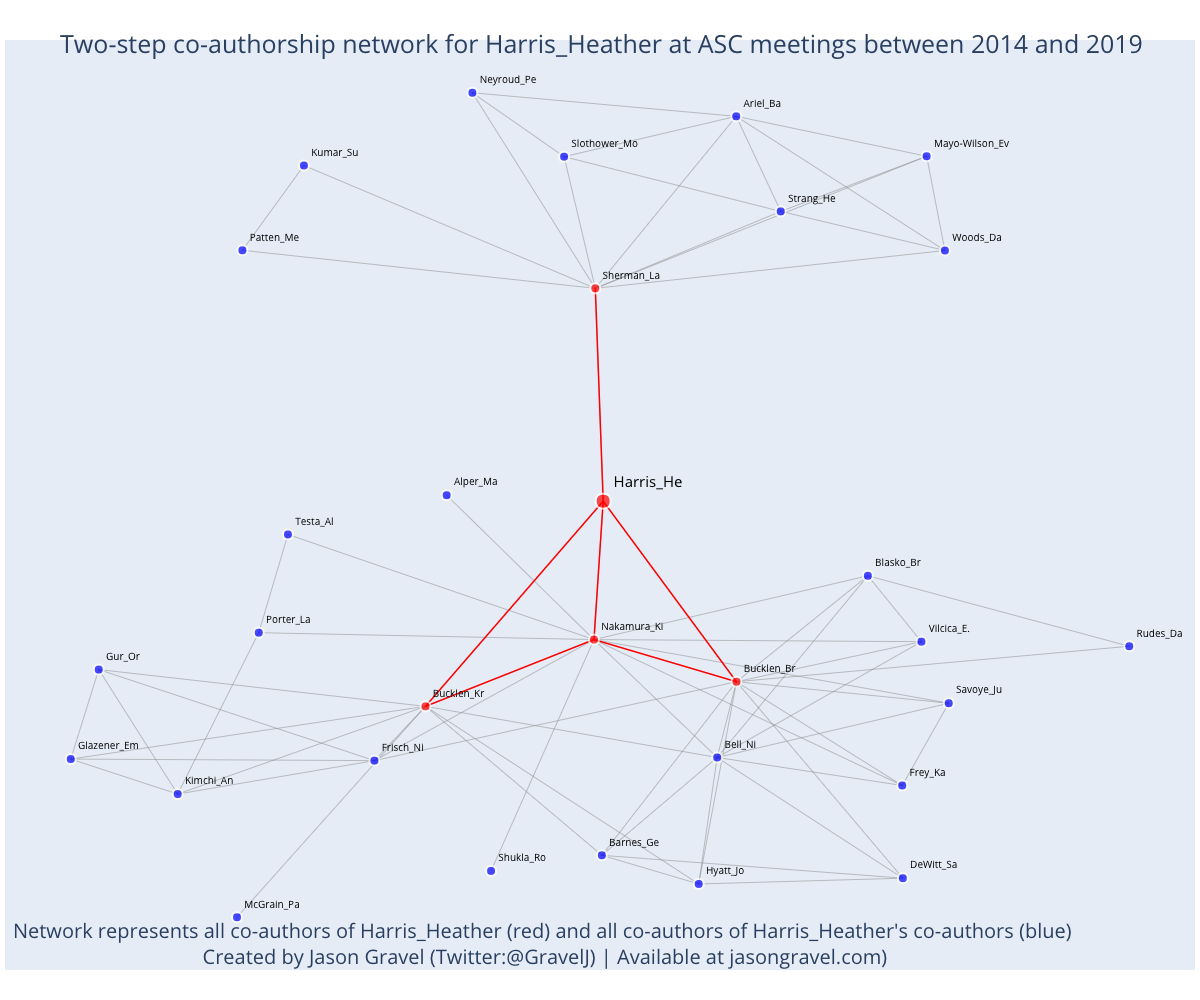 Two-step co-authorship network for Harris_Heather at ASC meetings between 2014 and 2019
Neyroud_Pe
Ariel_Ba
Slothower_Mo
Mayo-Wilson_Ev
Kumar_Su
Strang_He
Patten_Me
Woods_Da
Sherman_La
Alper_Ma
Harris_He
Testa_Al
Blasko_Br
Porter_La
Nakamura_Ki
Vilcica_E.
Rudes_Da
Gur_Or
Bucklen_Br
Bucklen_Kr
Savoye_Ju
Glazener_Em
Frisch_Ni
Bell_Ni
Kimchi_An
Frey_Ka
Barnes_Ge
Shukla_Ro
Hyatt_Jo
DeWitt_Sa
McGrain_Pa
Network represents all co-authors of Harris_Heather (red) and all co-authors of Harris_Heather's co-authors (blue)
Created by Jason Gravel (Twitter:@GravelJ) | Available at jasongravel.com)